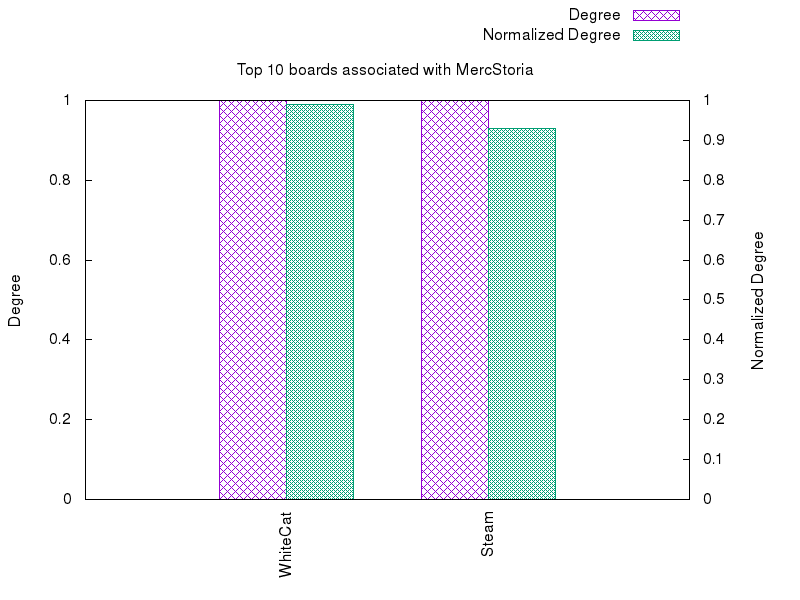 Degree
Normalized Degree
Top 10 boards associated with MercStoria
1
0.8
0.6
0.4
0.2
0
Degree
1
0.9
0.8
0.7
0.6
0.5
0.4
0.3
0.2
0.1
0
Normalized Degree
WhiteCat
Steam